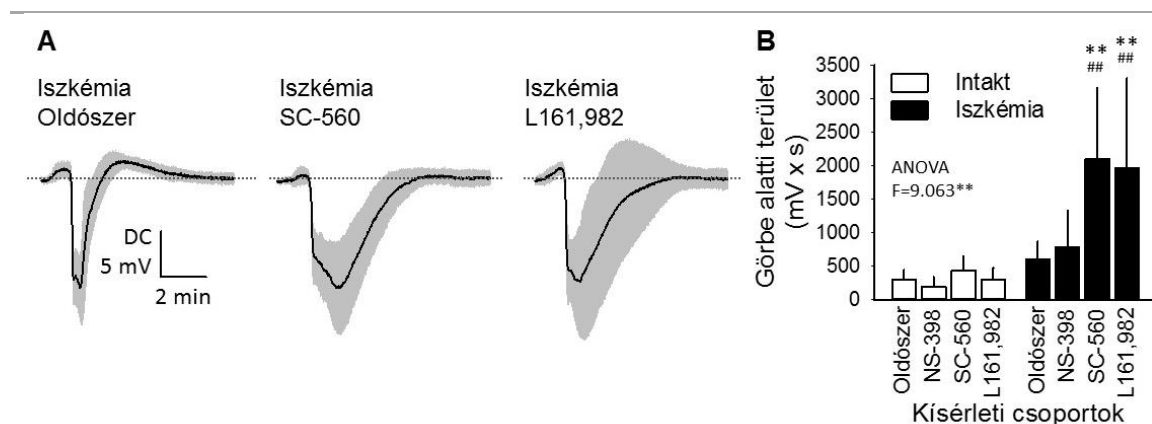 A
Iszkémia
Oldószer
Iszkémia
SC-560
Iszkémia
L161,982
DC
5 mV
2 min
B
** **
## ##
Görbe alatti terület
(mV x s)
3500
3000
2500
2000
1500
1000
500
0
Intakt
Iszkémia
ANOVA
F=9.063**
Oldószer
NS-398
SC-560
L161,982
Oldószer
NS-398
SC-560
L161,982
Kísérleti csoportok